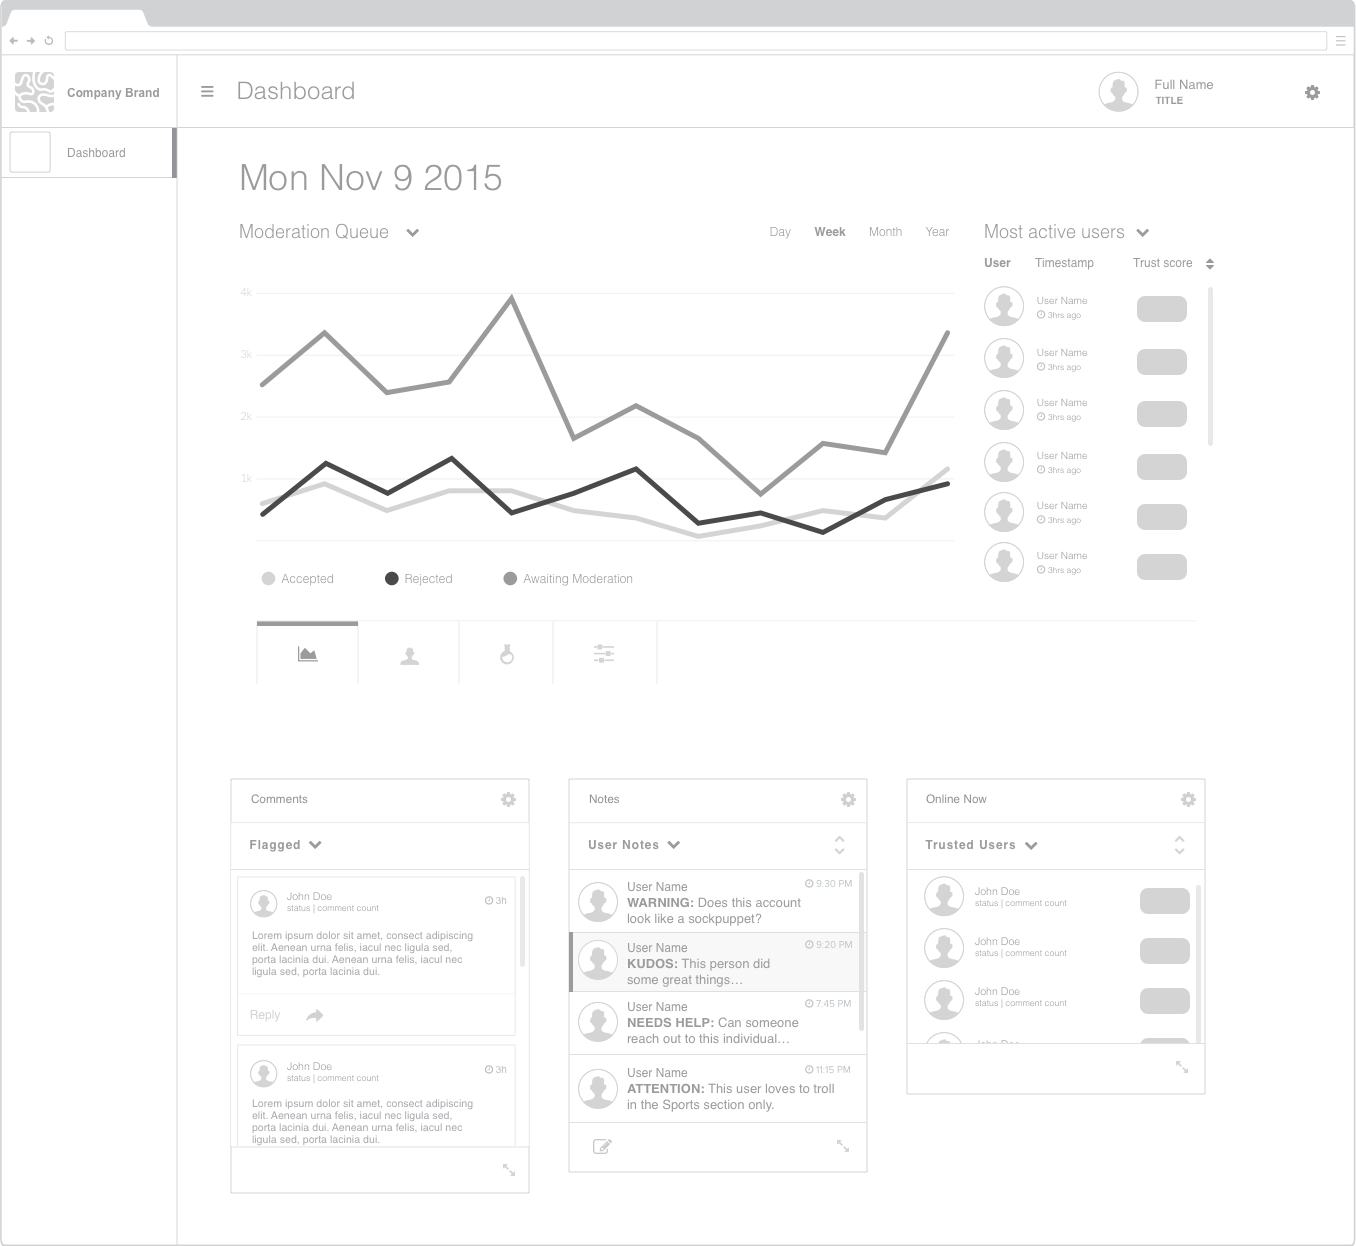 Company Brand
Dashboard
Full Name
TITLE
Dashboard
Mon Nov 9 2015
Moderation Queue
Day Week Month Year
4k
3k
2k
1k
Accepted Rejected Awaiting Moderation
Most active users
User Timestamp Trust score
User Name
3hrs ago
User Name
3hrs ago
User Name
3hrs ago
User Name
3hrs ago
User Name
3hrs ago
User Name
3hrs ago
Comments
Flagged
John Doe
status | comment count
3h
Lorem ipsum dolor sit amet, consect adipiscing
elit. Aenean urna felis, iacul nec ligula sed,
porta lacinia dui. Aenean urna felis, iacul nec
ligula sed, porta lacinia dui.
Reply
John Doe
status | comment count
3h
Lorem ipsum dolor sit amet, consect adipiscing
elit. Aenean urna felis, iacul nec ligula sed,
porta lacinia dui. Aenean urna felis, iacul nec
ligula sed, porta lacinia dui.
Notes
User Notes
User Name 9:30 PM
WARNING: Does this account
look like a sockpuppet?
User Name 9:20 PM
KUDOS: This person did
some great things...
User Name 7:45 PM
NEEDS HELP: Can someone
reach out to this individual...
User Name 11:15 PM
ATTENTION: This user loves to troll
in the Sports section only.
Online Now
Trusted Users
John Doe
status | comment count
John Doe
status | comment count
John Doe
status | comment count
John Doe